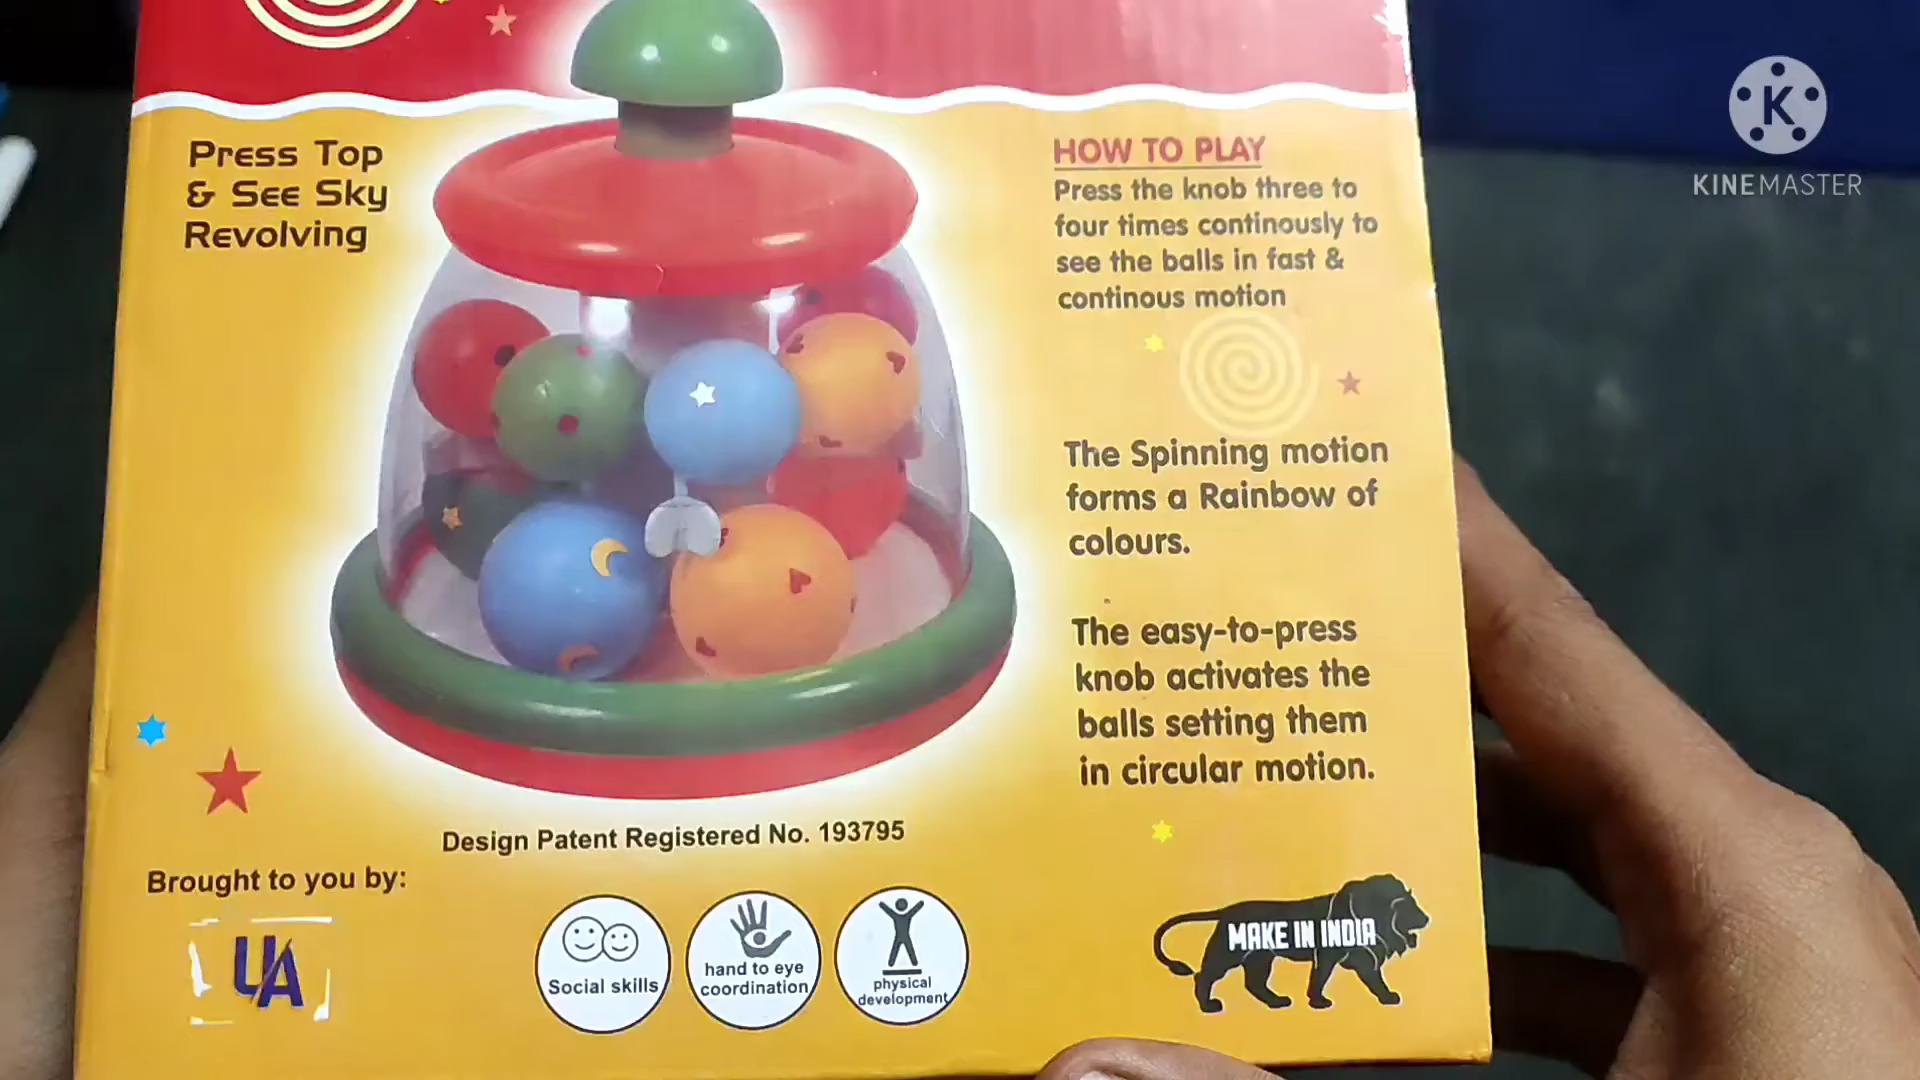 Press Top
& See Sky
Revolving
HOW TO PLAY
Press the knob three to
four times continously to
see the balls in fast &
continous motion
The Spinning motion
forms a Rainbow of
colours.
The easy-to-press
knob activates the
balls setting them
in circular motion.
Design Patent Registered No. 193795
Brought to you by:
UA
Social skills
hand to eye
coordination
physical
development
MAKE IN INDIA
K
KINEMASTER